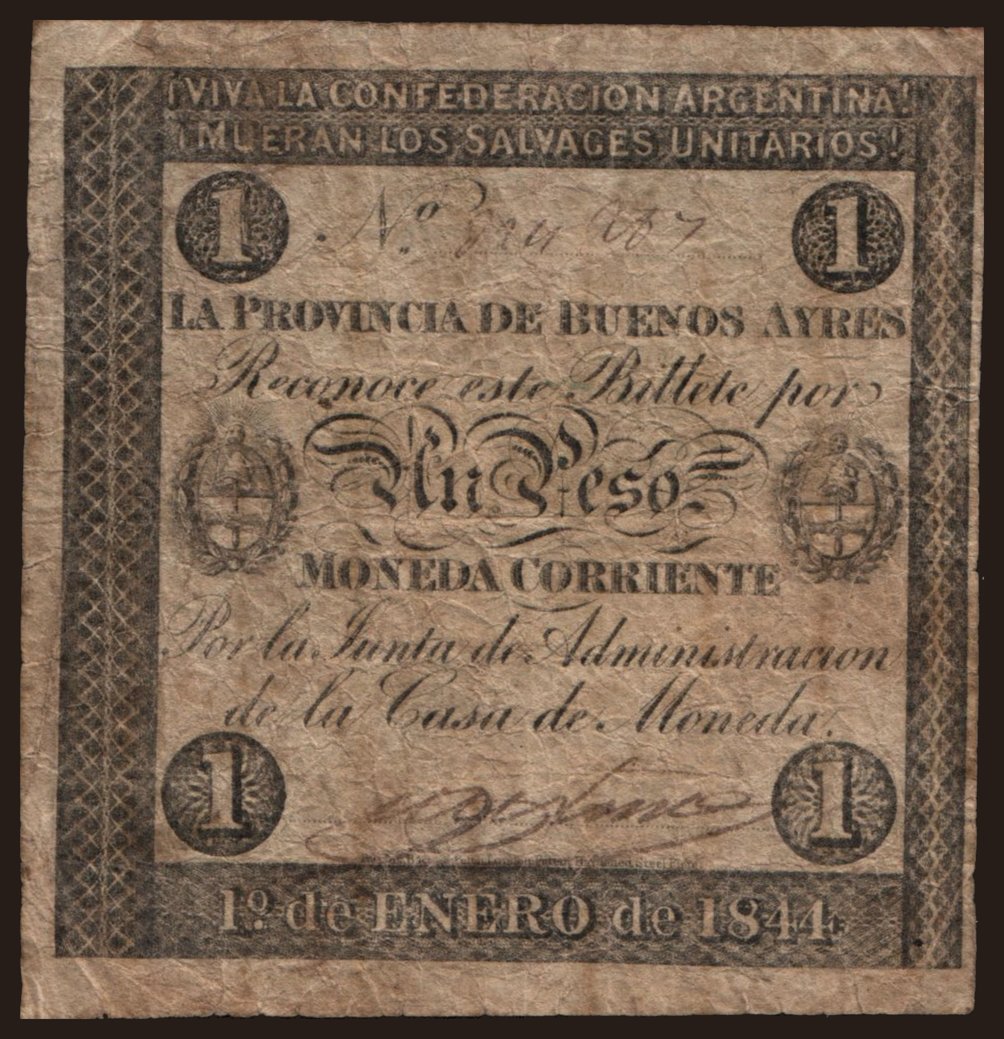 ¡VIVA LA CONFEDERACION ARGENTINA!
¡MUERAN LOS SALVAGES UNITARIOS!
1 Nº 1
LA PROVINCIA DE BUENOS AYRES
Reconoce este Billete por
Un Peso
MONEDA CORRIENTE
Por la Junta de Administracion
de la Casa de Moneda.
1 1
1º de ENERO de 1844